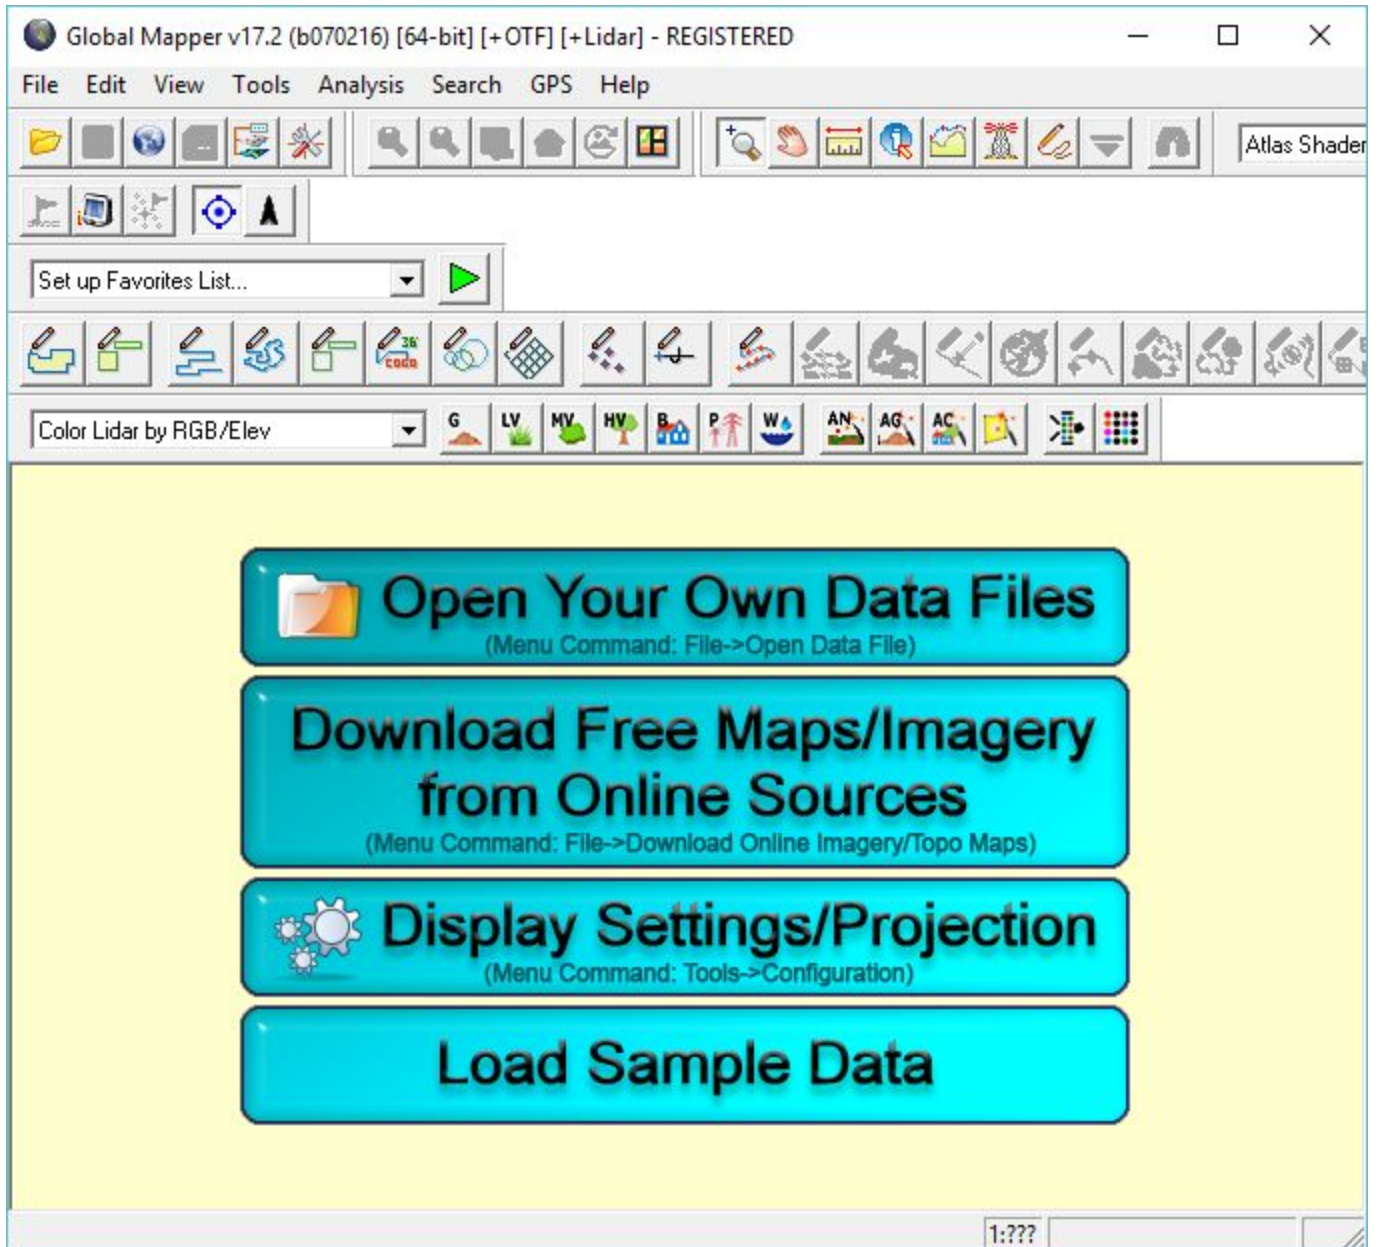 Global Mapper v17.2 (b070216) [64-bit] [+OTF] [+Lidar] - REGISTERED
File Edit View Tools Analysis Search GPS Help
Atlas Shader
Set up Favorites List...
36'
coGo
Color Lidar by RGB/Elev
G LV MV HV B P W AN AG AC
Open Your Own Data Files
(Menu Command: File->Open Data File)
Download Free Maps/Imagery
from Online Sources
(Menu Command: File->Download Online Imagery/Topo Maps)
Display Settings/Projection
(Menu Command: Tools->Configuration)
Load Sample Data
1:???